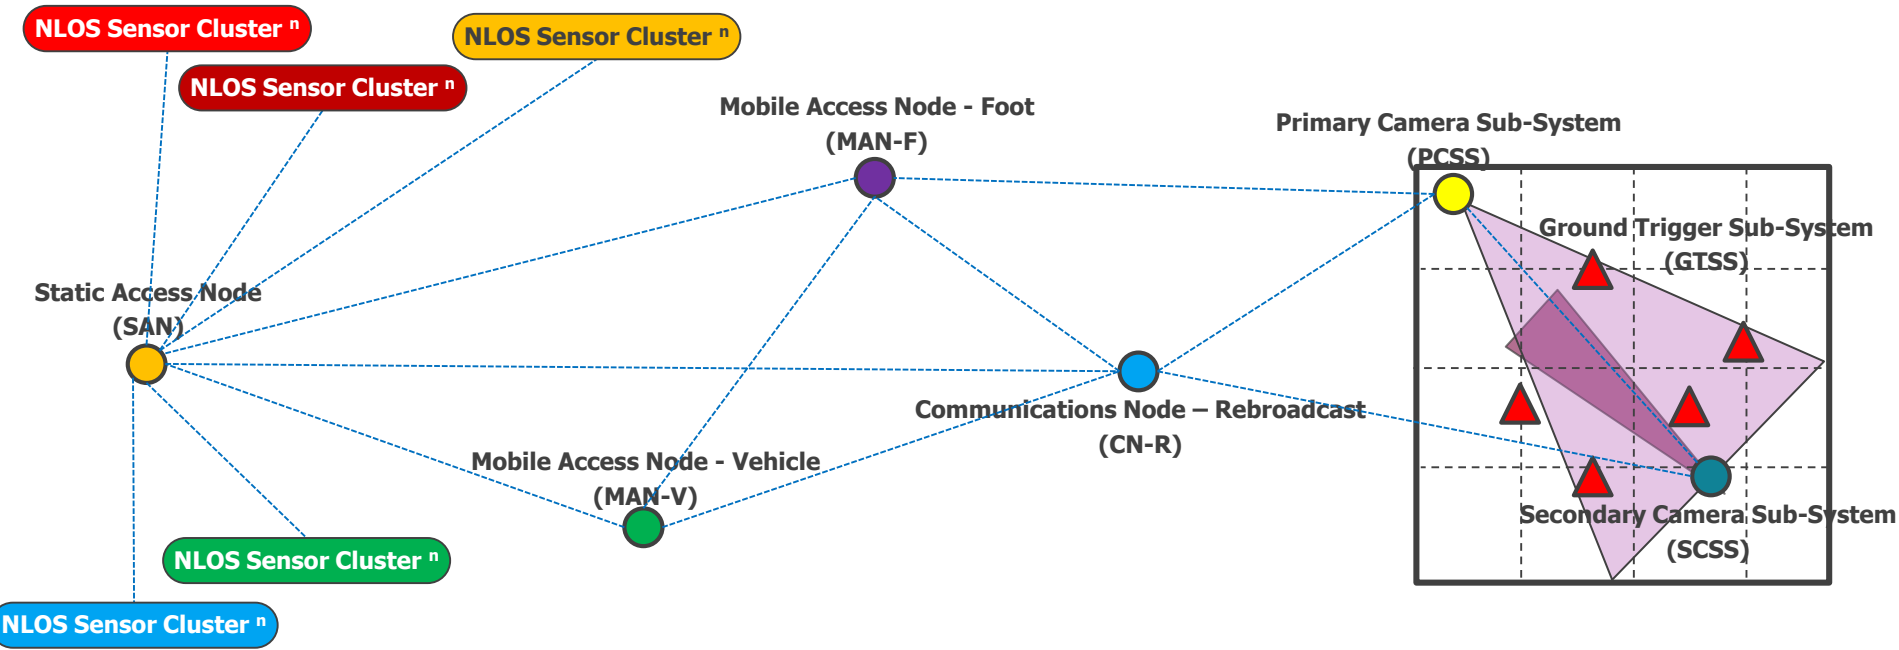 NLOS Sensor Cluster ⁿ
NLOS Sensor Cluster ⁿ
NLOS Sensor Cluster ⁿ
Mobile Access Node - Foot
(MAN-F)
Primary Camera Sub-System
(PCSS)
Ground Trigger Sub-System
(GTSS)
Static Access Node
(SAN)
Communications Node – Rebroadcast
(CN-R)
Mobile Access Node - Vehicle
(MAN-V)
Secondary Camera Sub-System
(SCSS)
NLOS Sensor Cluster ⁿ
NLOS Sensor Cluster ⁿ